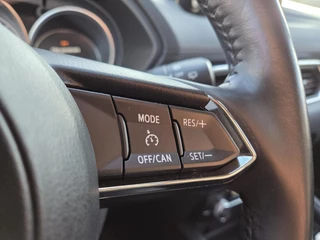 MODE
RES/+
OFF/CAN
SET/−